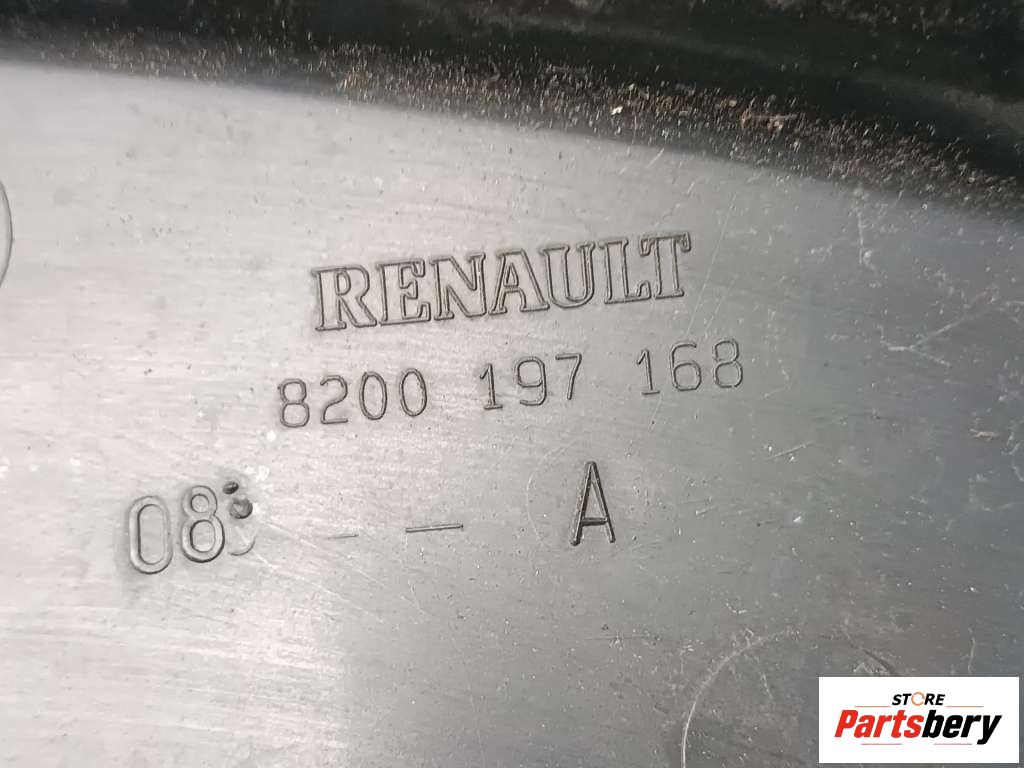 RENAULT
8200 197 168
08 - - A
STORE
Partsbery